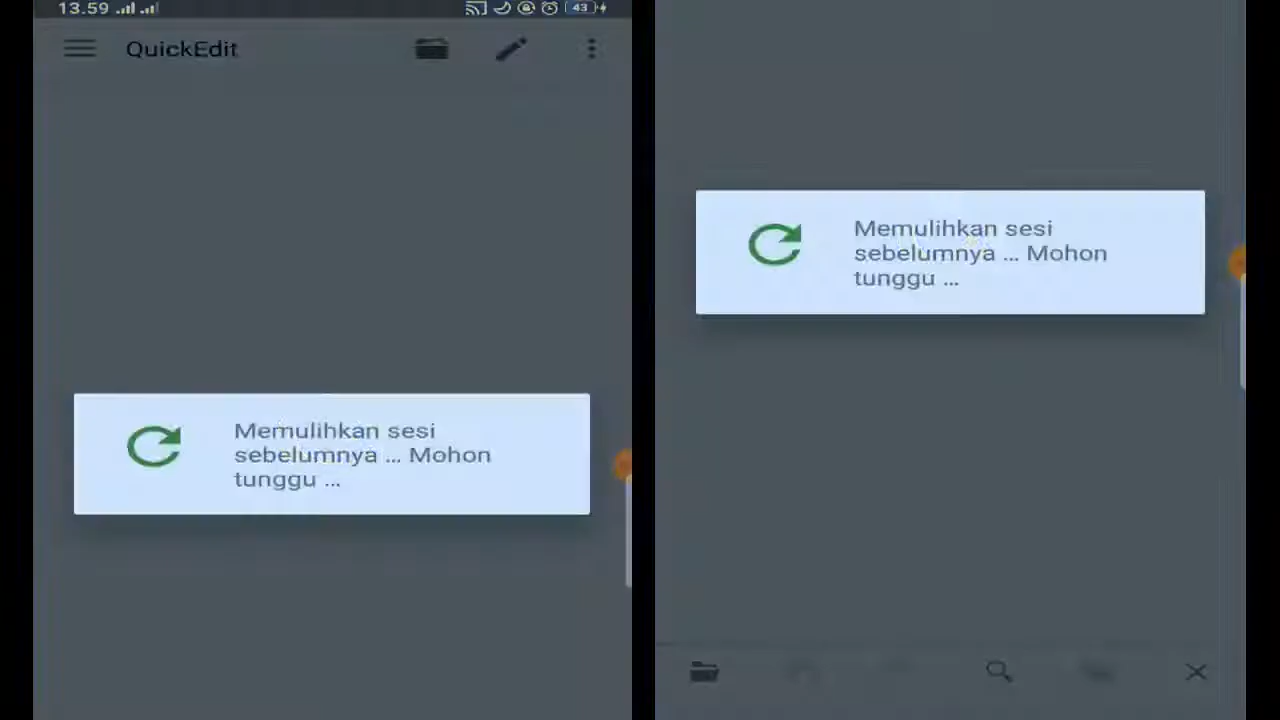 13.59
43
QuickEdit
Memulihkan sesi
sebelumnya ... Mohon
tunggu ...
Memulihkan sesi
sebelumnya ... Mohon
tunggu ...